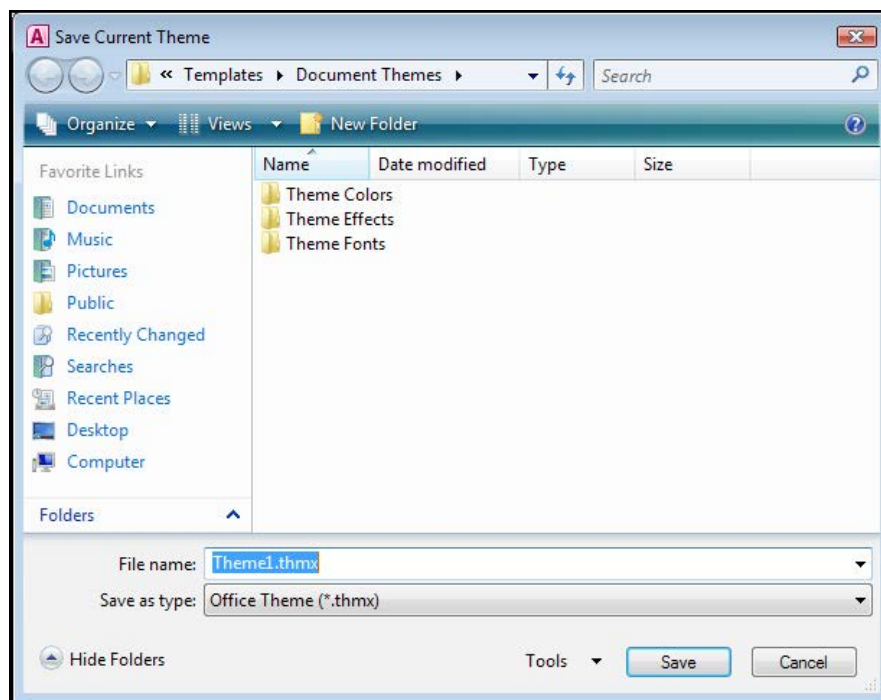 Save Current Theme
« Templates Document Themes Search
Organize Views New Folder
Favorite Links
Documents
Music
Pictures
Public
Recently Changed
Searches
Recent Places
Desktop
Computer
Folders
Name Date modified Type Size
Theme Colors
Theme Effects
Theme Fonts
File name: Theme1.thmx
Save as type: Office Theme (*.thmx)
Hide Folders Tools Save Cancel